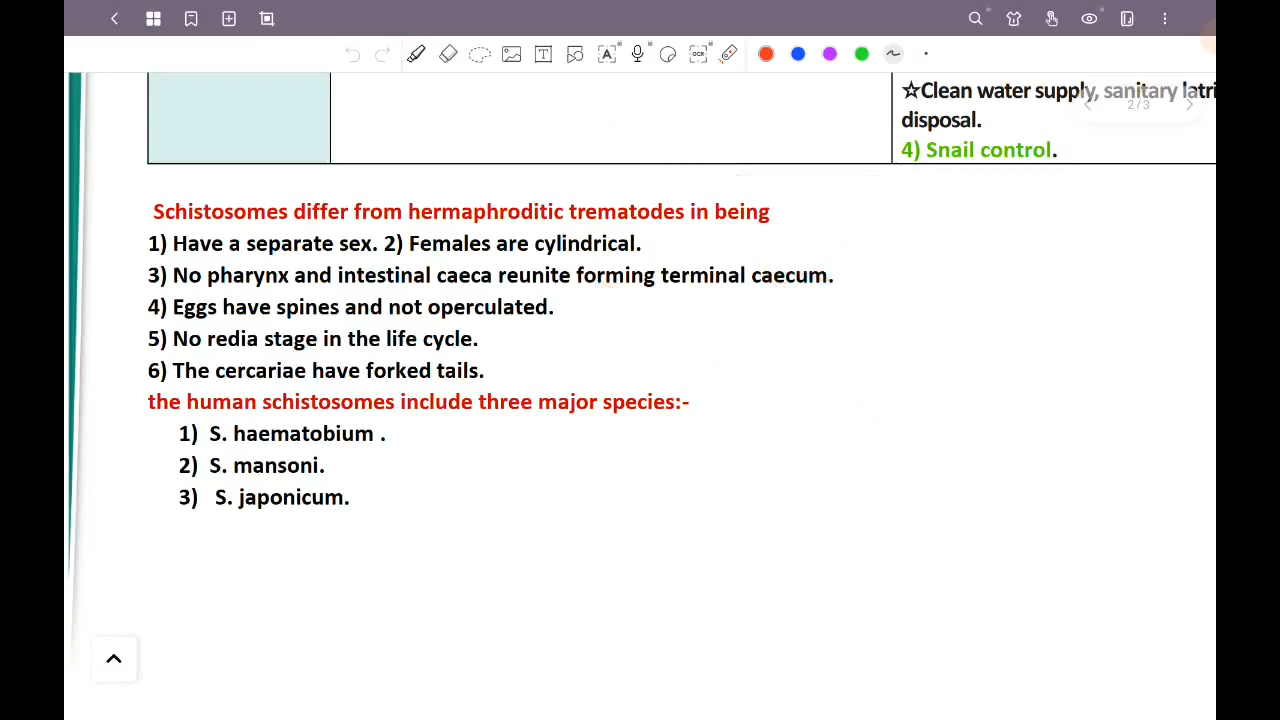 ☆Clean water supply, sanitary latri
2/3
disposal.
4) Snail control.
Schistosomes differ from hermaphroditic trematodes in being
1) Have a separate sex. 2) Females are cylindrical.
3) No pharynx and intestinal caeca reunite forming terminal caecum.
4) Eggs have spines and not operculated.
5) No redia stage in the life cycle.
6) The cercariae have forked tails.
the human schistosomes include three major species:-
1) S. haematobium .
2) S. mansoni.
3) S. japonicum.